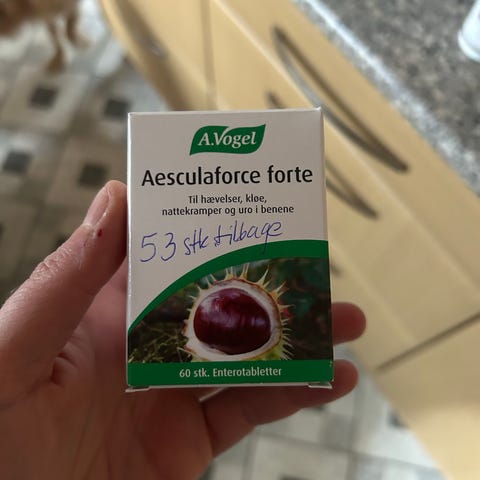 A.Vogel
Aesculaforce forte
Til hævelser, kløe,
nattekramper og uro i benene
53 stk tilbage
60 stk. Enterotabletter